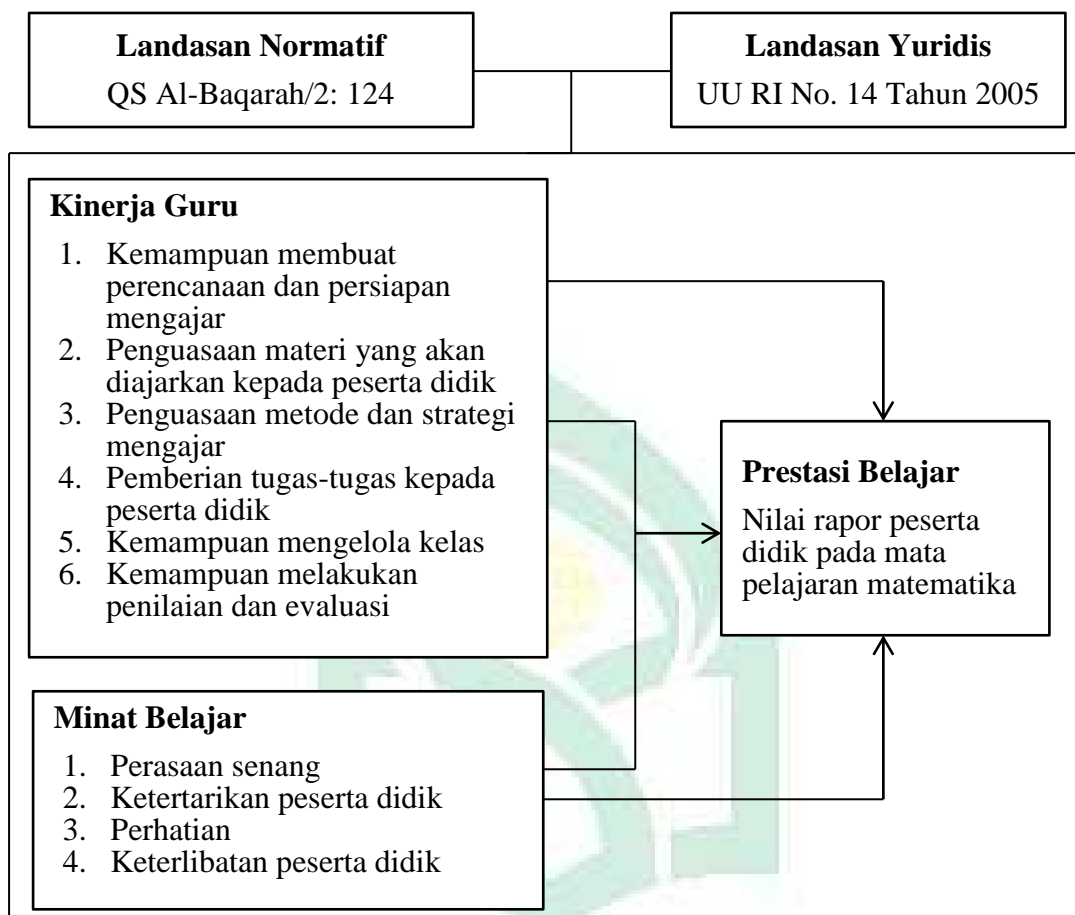 Landasan Normatif
QS Al-Baqarah/2: 124
Landasan Yuridis
UU RI No. 14 Tahun 2005
Kinerja Guru
1. Kemampuan membuat
perencanaan dan persiapan
mengajar
2. Penguasaan materi yang akan
diajarkan kepada peserta didik
3. Penguasaan metode dan strategi
mengajar
4. Pemberian tugas-tugas kepada
peserta didik
5. Kemampuan mengelola kelas
6. Kemampuan melakukan
penilaian dan evaluasi
Prestasi Belajar
Nilai rapor peserta
didik pada mata
pelajaran matematika
Minat Belajar
1. Perasaan senang
2. Ketertarikan peserta didik
3. Perhatian
4. Keterlibatan peserta didik